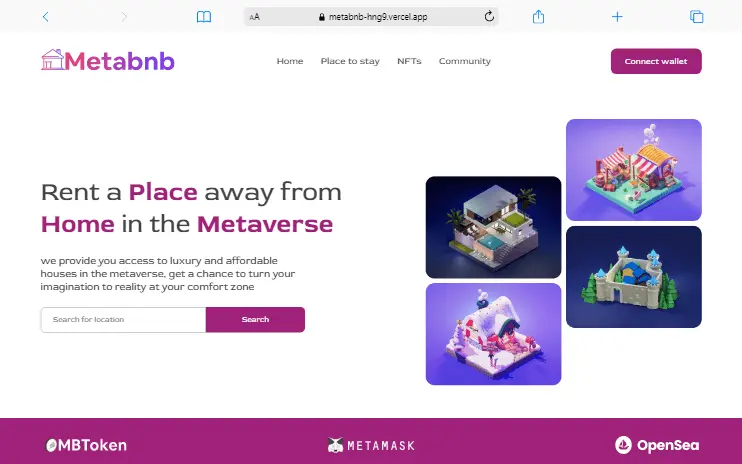 AA metabnb-hng9.vercel.app
Metabnb
Home Place to stay NFTs Community
Connect wallet
Rent a Place away from
Home in the Metaverse
we provide you access to luxury and affordable
houses in the metaverse, get a chance to turn your
imagination to reality at your comfort zone
Search for location Search
MBToken METAMASK OpenSea